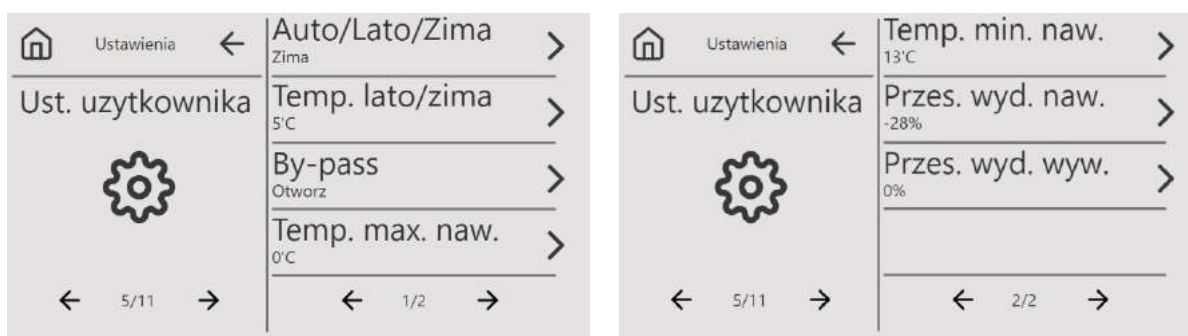 Ustawienia
Ust. uzytkownika
5/11
Auto/Lato/Zima
Zima
Temp. lato/zima
5'C
By-pass
Otworz
Temp. max. naw.
0'C
1/2
Ustawienia
Ust. uzytkownika
5/11
Temp. min. naw.
13'C
Przes. wyd. naw.
-28%
Przes. wyd. wyw.
0%
2/2